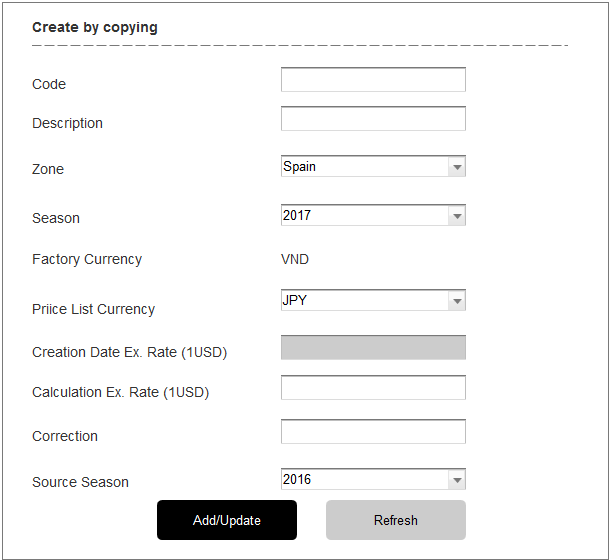 Create by copying
Code
Description
Zone Spain
Season 2017
Factory Currency VND
Priice List Currency JPY
Creation Date Ex. Rate (1USD)
Calculation Ex. Rate (1USD)
Correction
Source Season 2016
Add/Update Refresh